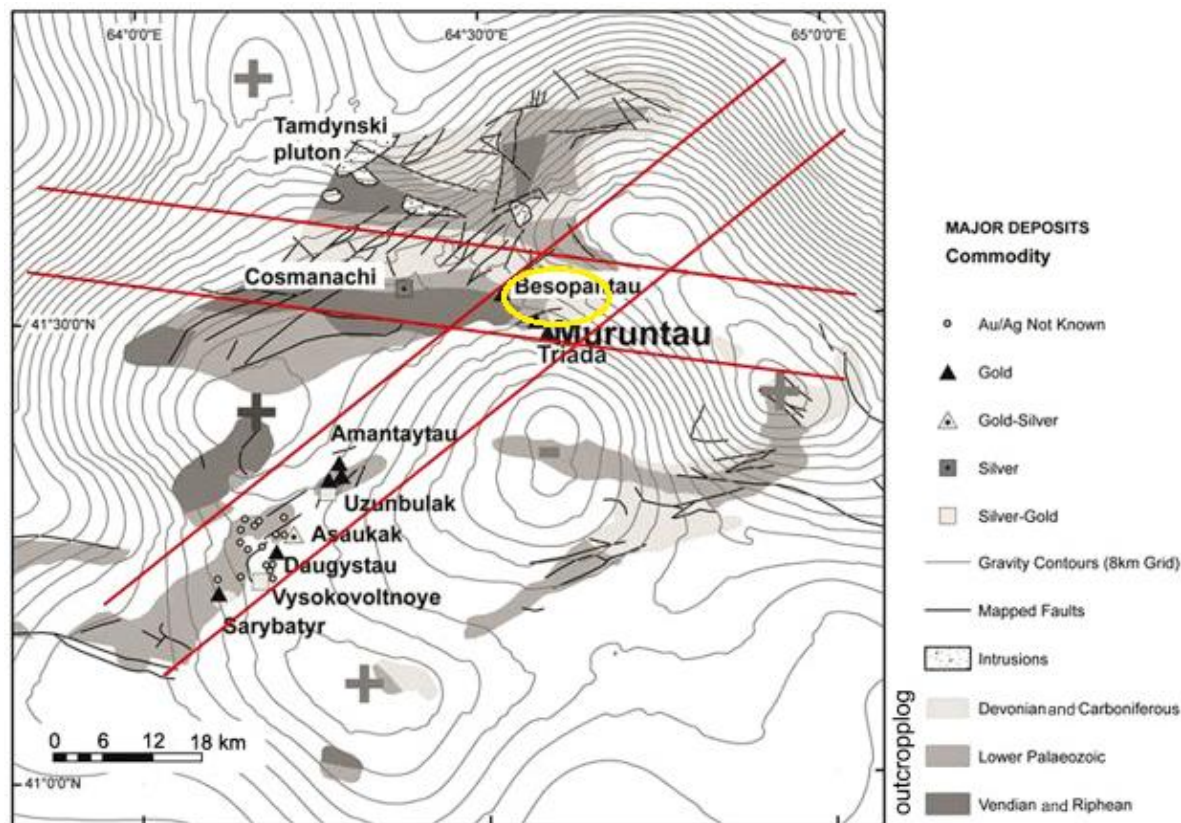 64°0'0"E
64°30'0"E
65°0'0"E
Tamdynski
pluton
Cosmanachi
Besopantau
41°30'0"N
Muruntau
Triada
Amantaytau
Uzunbulak
Asaukak
Daugystau
Vysokovoltnoye
Sarybatyr
0 6 12 18 km
41°0'0"N
MAJOR DEPOSITS
Commodity
Au/Ag Not Known
Gold
Gold-Silver
Silver
Silver-Gold
Gravity Contours (8km Grid)
Mapped Faults
Intrusions
Devonian and Carboniferous
Lower Palaeozoic
Vendian and Riphean
outcropplog